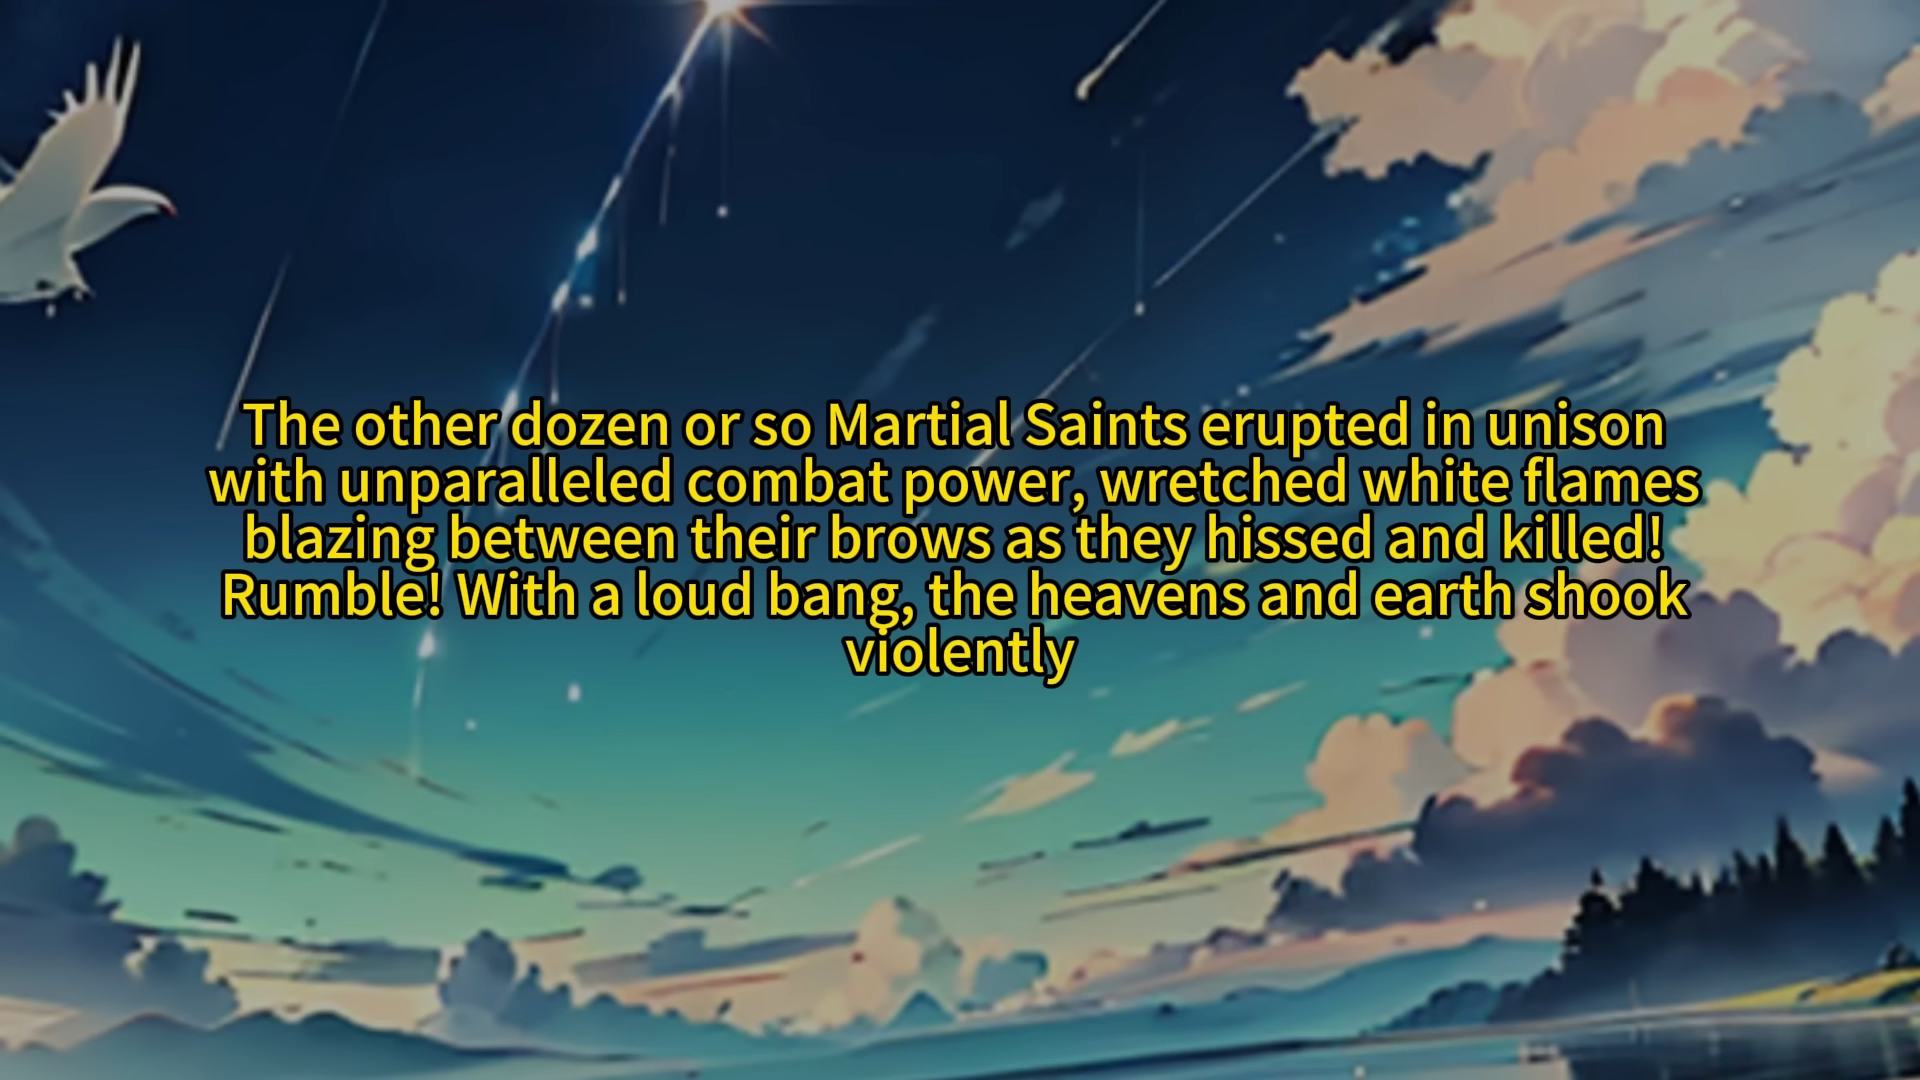 The other dozen or so Martial Saints erupted in unison
with unparalleled combat power, wretched white flames
blazing between their brows as they hissed and killed!
Rumble! With a loud bang, the heavens and earth shook
violently